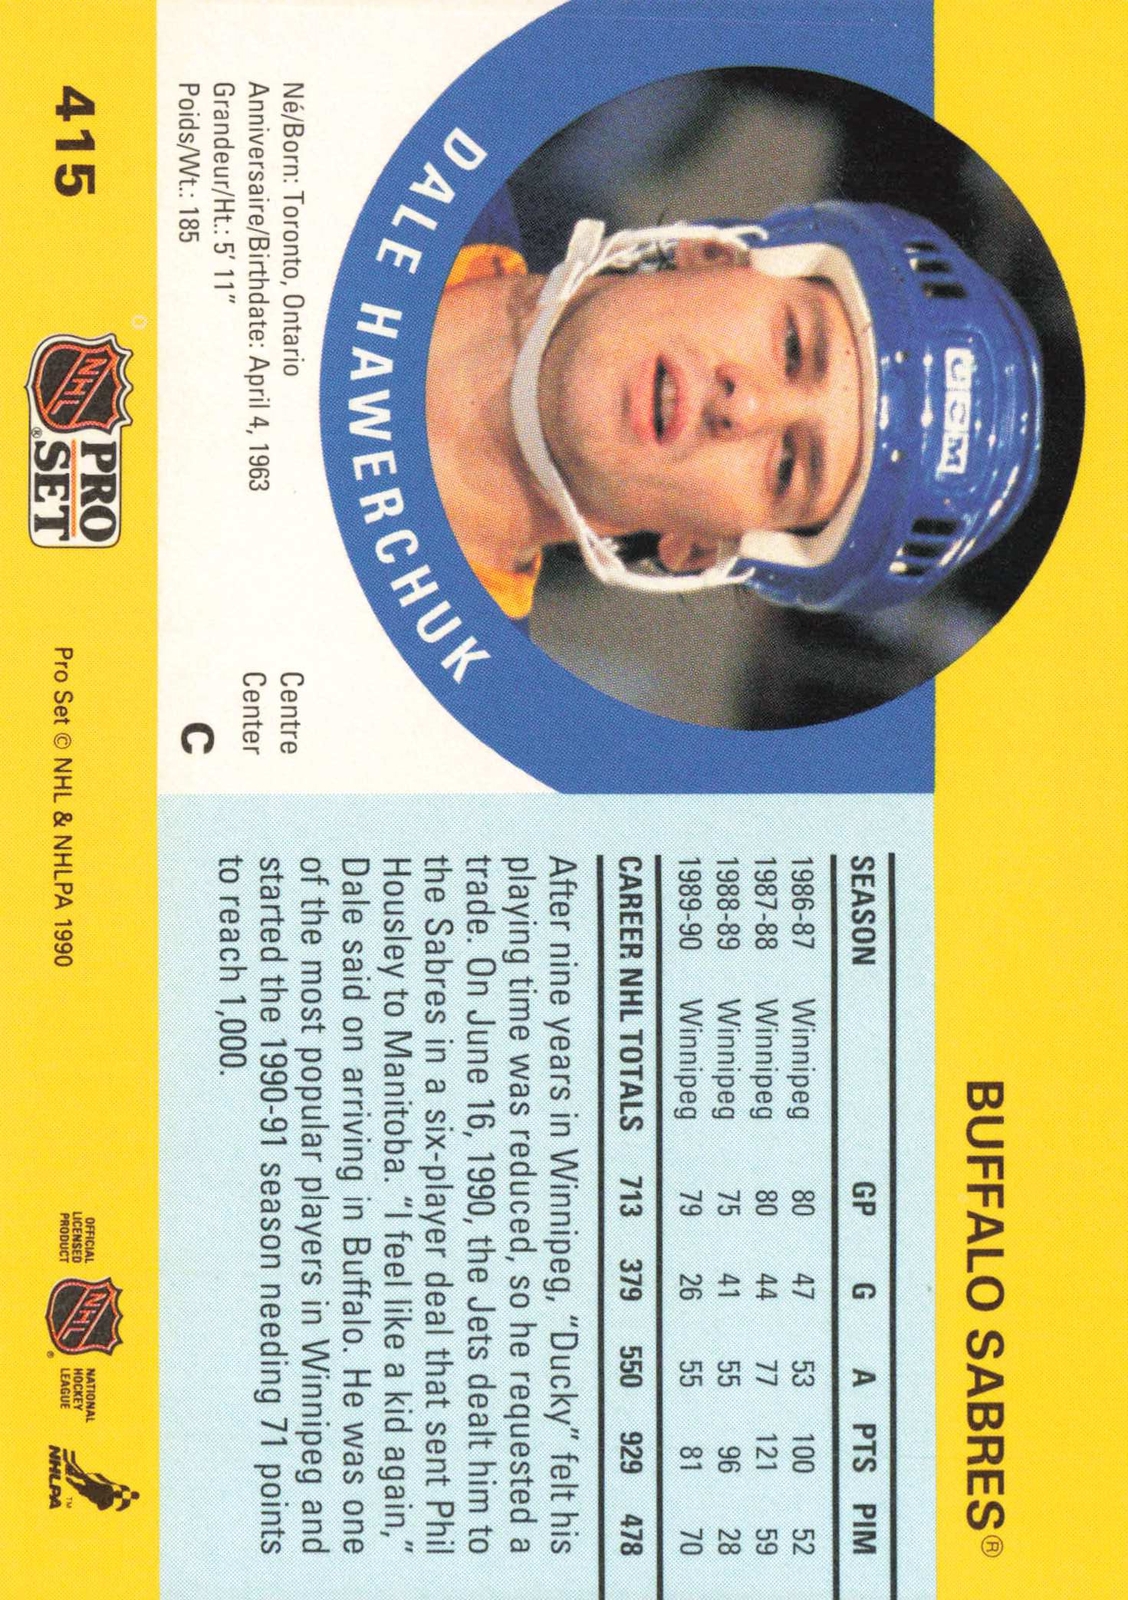 BUFFALO SABRES®
CCM
DALE HAWERCHUK
Né/Born: Toronto, Ontario
Anniversaire/Birthdate: April 4, 1963
Grandeur/Ht.: 5' 11"
Poids/Wt.: 185
Centre
Center
C
SEASON GP G A PTS PIM
1986-87 Winnipeg 80 47 53 100 52
1987-88 Winnipeg 80 44 77 121 59
1988-89 Winnipeg 75 41 55 96 28
1989-90 Winnipeg 79 26 55 81 70
CAREER NHL TOTALS 713 379 550 929 478
After nine years in Winnipeg, "Ducky" felt his
playing time was reduced, so he requested a
trade. On June 16, 1990, the Jets dealt him to
the Sabres in a six-player deal that sent Phil
Housley to Manitoba. "I feel like a kid again,"
Dale said on arriving in Buffalo. He was one
of the most popular players in Winnipeg and
started the 1990-91 season needing 71 points
to reach 1,000.
415
NHL
PRO
SET®
Pro Set © NHL & NHLPA 1990
OFFICIAL
LICENSED
PRODUCT
NHL®
NATIONAL
HOCKEY
LEAGUE
NHLPA™